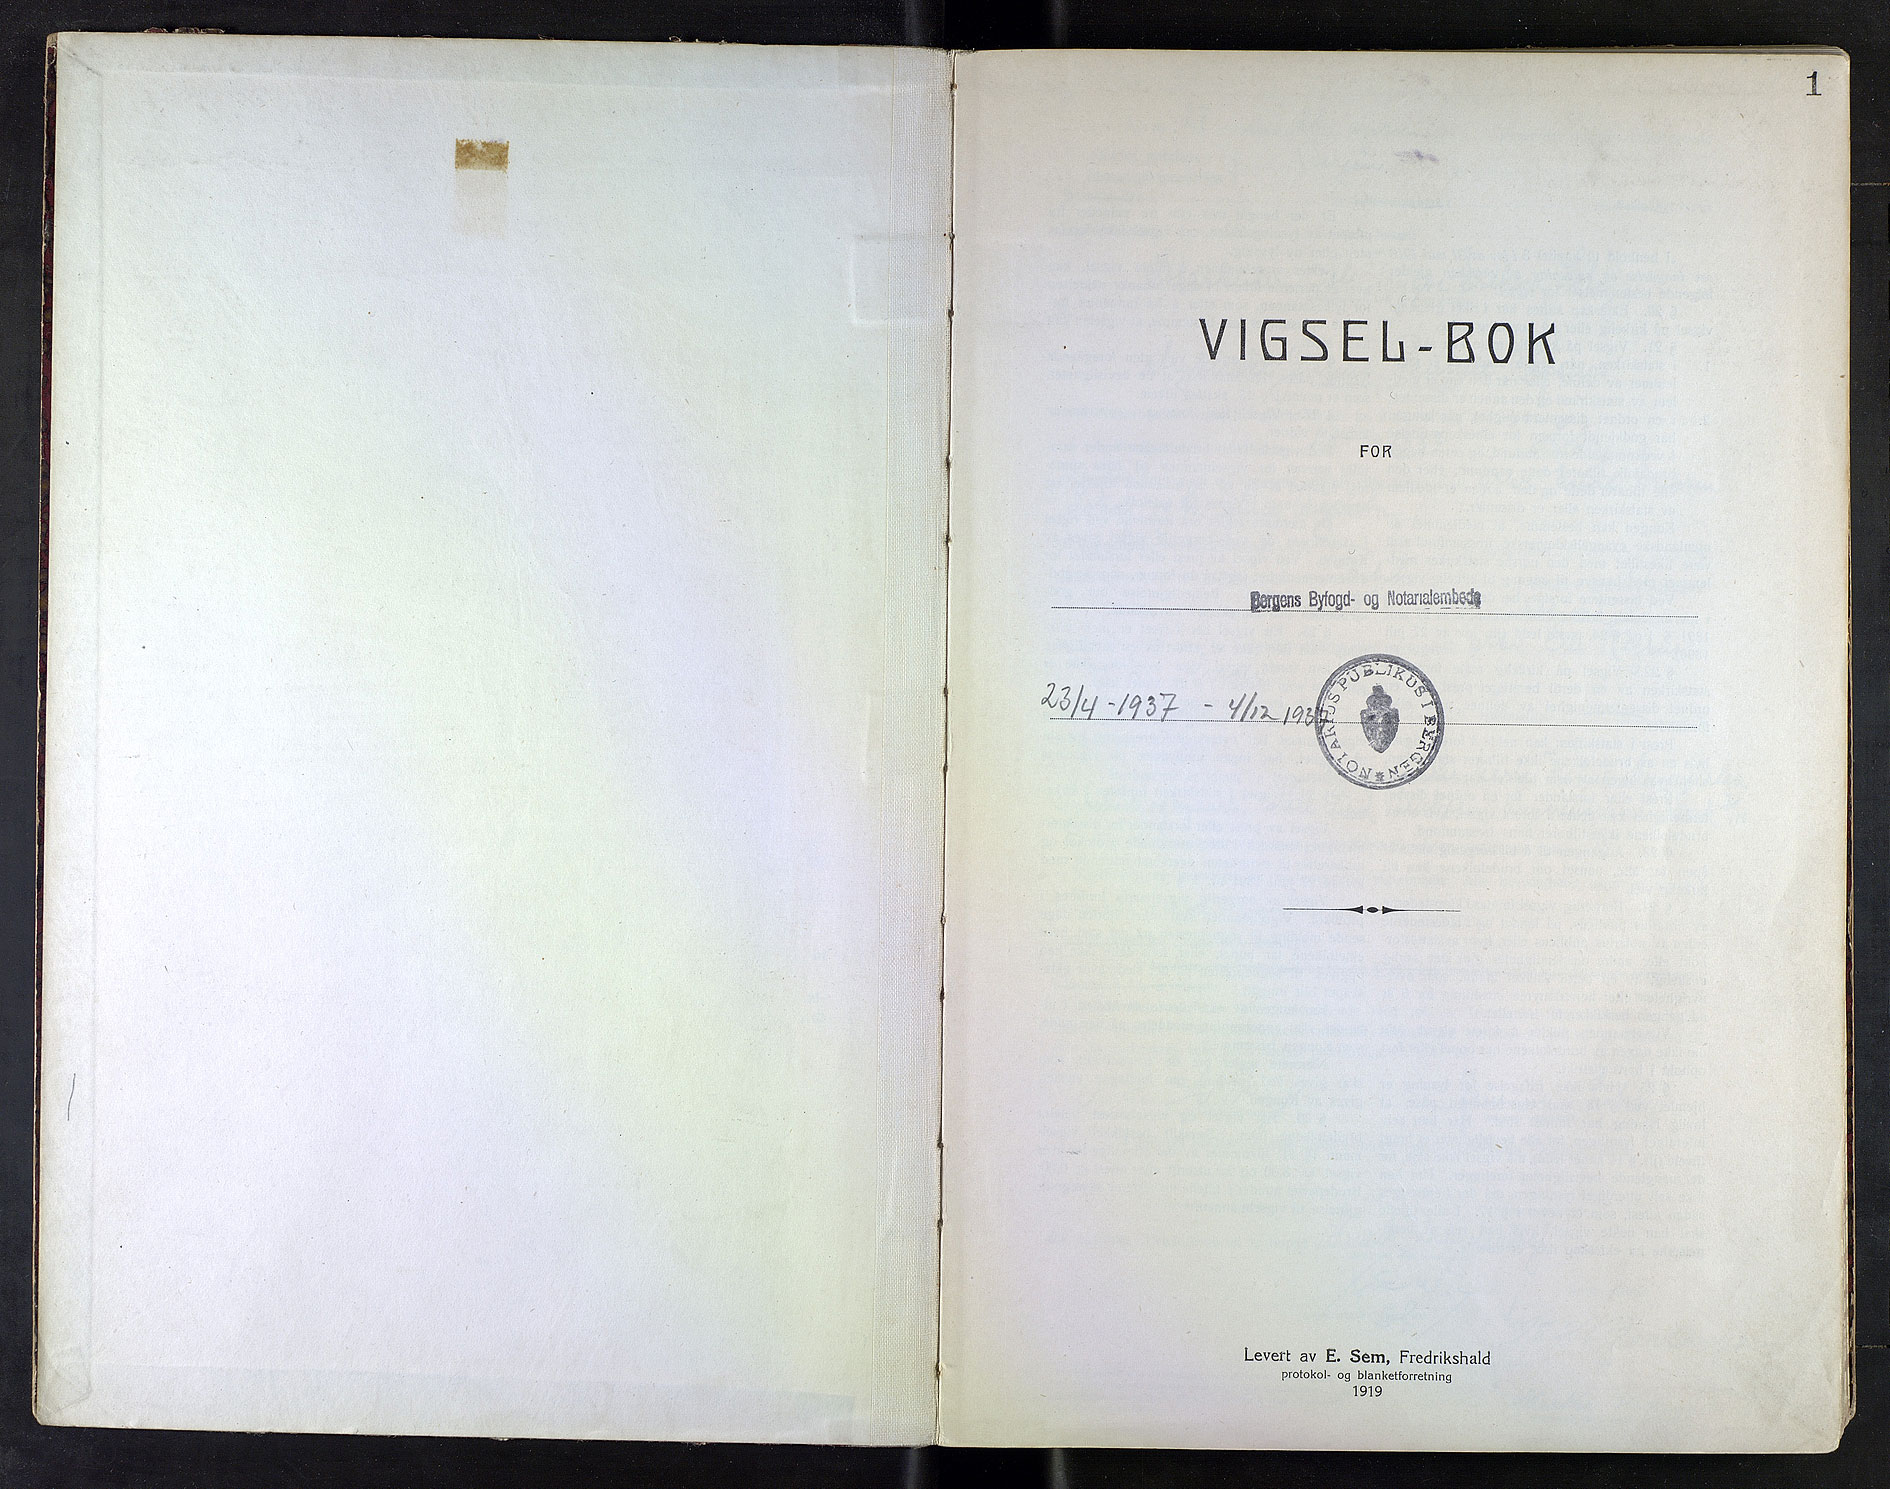 1
VIGSEL-BOK
FOR
Bergens Byfogd- og Notarialembede
23/4 -1937 - 4/12 1937
NOTARIUS PUBLIKUS I BERGEN
Levert av E. Sem, Fredrikshald
protokol- og blanketforretning
1919